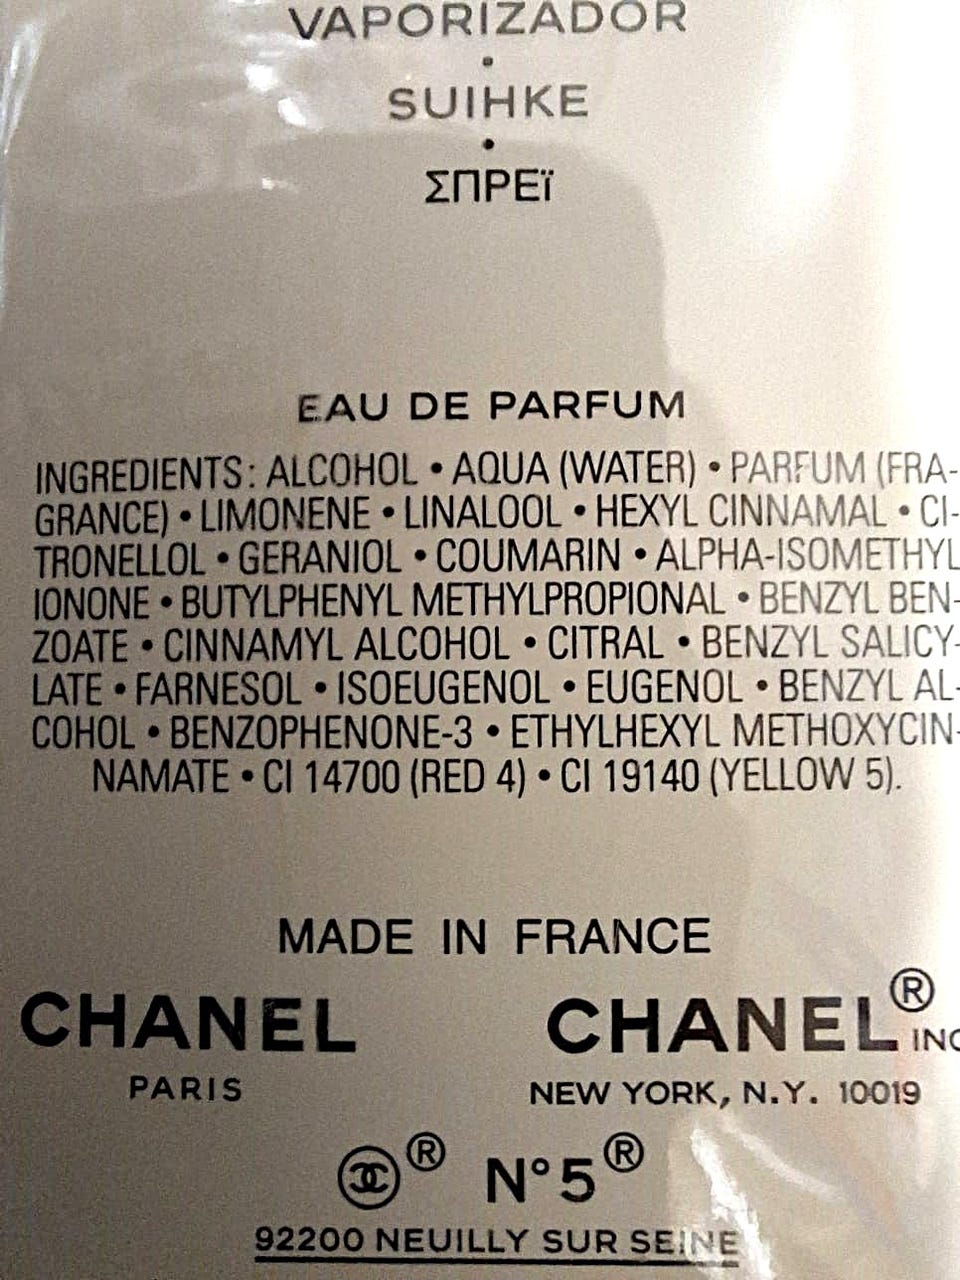 VAPORIZADOR
•
SUIHKE
•
ΣΠΡΕϊ
EAU DE PARFUM
INGREDIENTS: ALCOHOL • AQUA (WATER) • PARFUM (FRA-
GRANCE) • LIMONENE • LINALOOL • HEXYL CINNAMAL • CI-
TRONELLOL • GERANIOL • COUMARIN • ALPHA-ISOMETHYL
IONONE • BUTYLPHENYL METHYLPROPIONAL • BENZYL BEN-
ZOATE • CINNAMYL ALCOHOL • CITRAL • BENZYL SALICY-
LATE • FARNESOL • ISOEUGENOL • EUGENOL • BENZYL AL-
COHOL • BENZOPHENONE-3 • ETHYLHEXYL METHOXYCIN-
NAMATE • CI 14700 (RED 4) • CI 19140 (YELLOW 5).
MADE IN FRANCE
CHANEL CHANEL® INC
PARIS NEW YORK, N.Y. 10019
® N°5®
92200 NEUILLY SUR SEINE